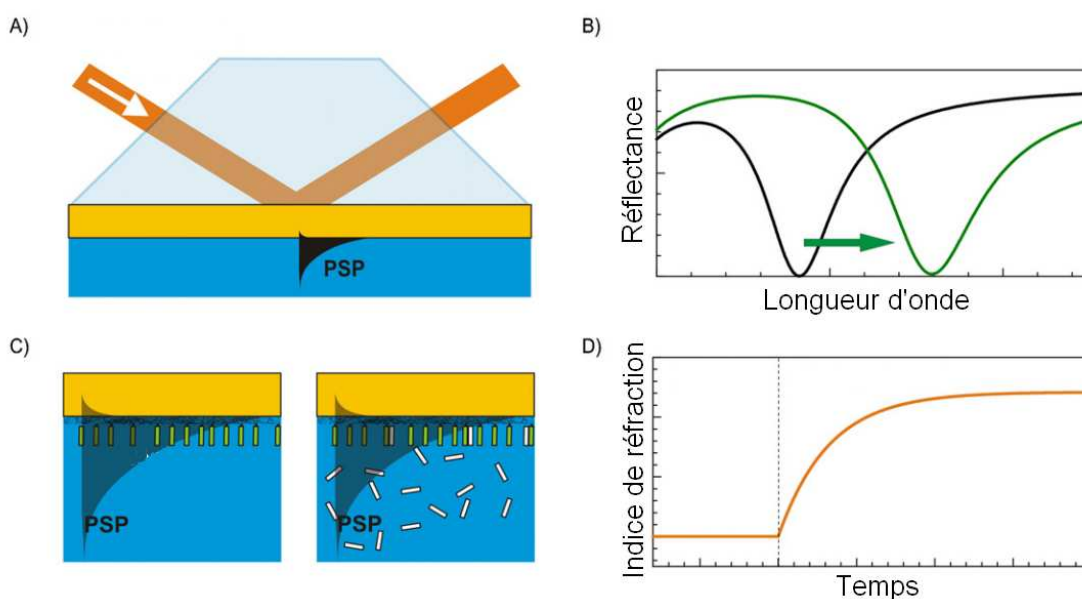 A)
PSP
B)
Réflectance
Longueur d'onde
C)
PSP
PSP
D)
Indice de réfraction
Temps